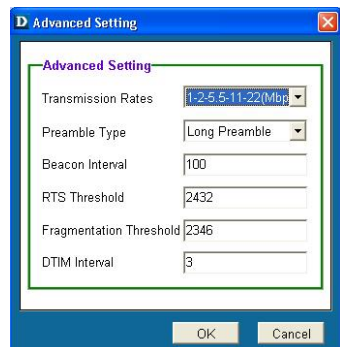 D Advanced Setting
Advanced Setting
Transmission Rates 1-2-5.5-11-22(Mbp
Preamble Type Long Preamble
Beacon Interval 100
RTS Threshold 2432
Fragmentation Threshold 2346
DTIM Interval 3
OK Cancel